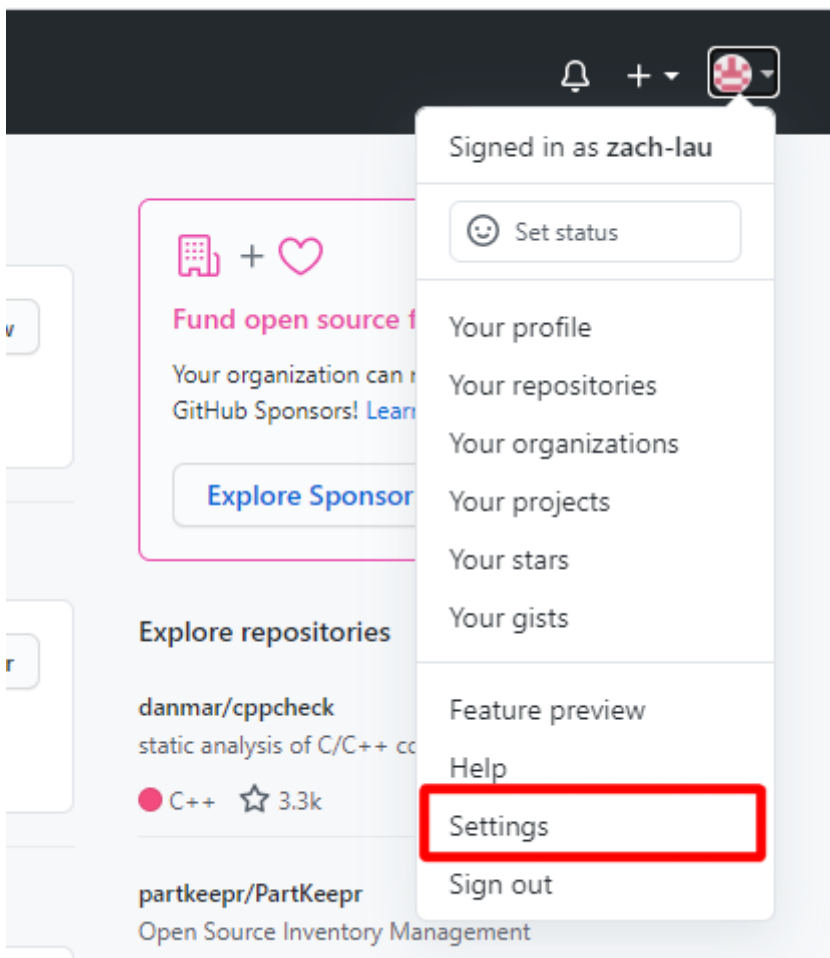 Signed in as zach-lau
Set status
Your profile
Your repositories
Your organizations
Your projects
Your stars
Your gists
Feature preview
Help
Settings
Sign out
Fund open source
Your organization can
GitHub Sponsors! Learn
Explore Sponsor
Explore repositories
danmar/cppcheck
static analysis of C/C++
C++ 3.3k
partkeepr/PartKeepr
Open Source Inventory Management